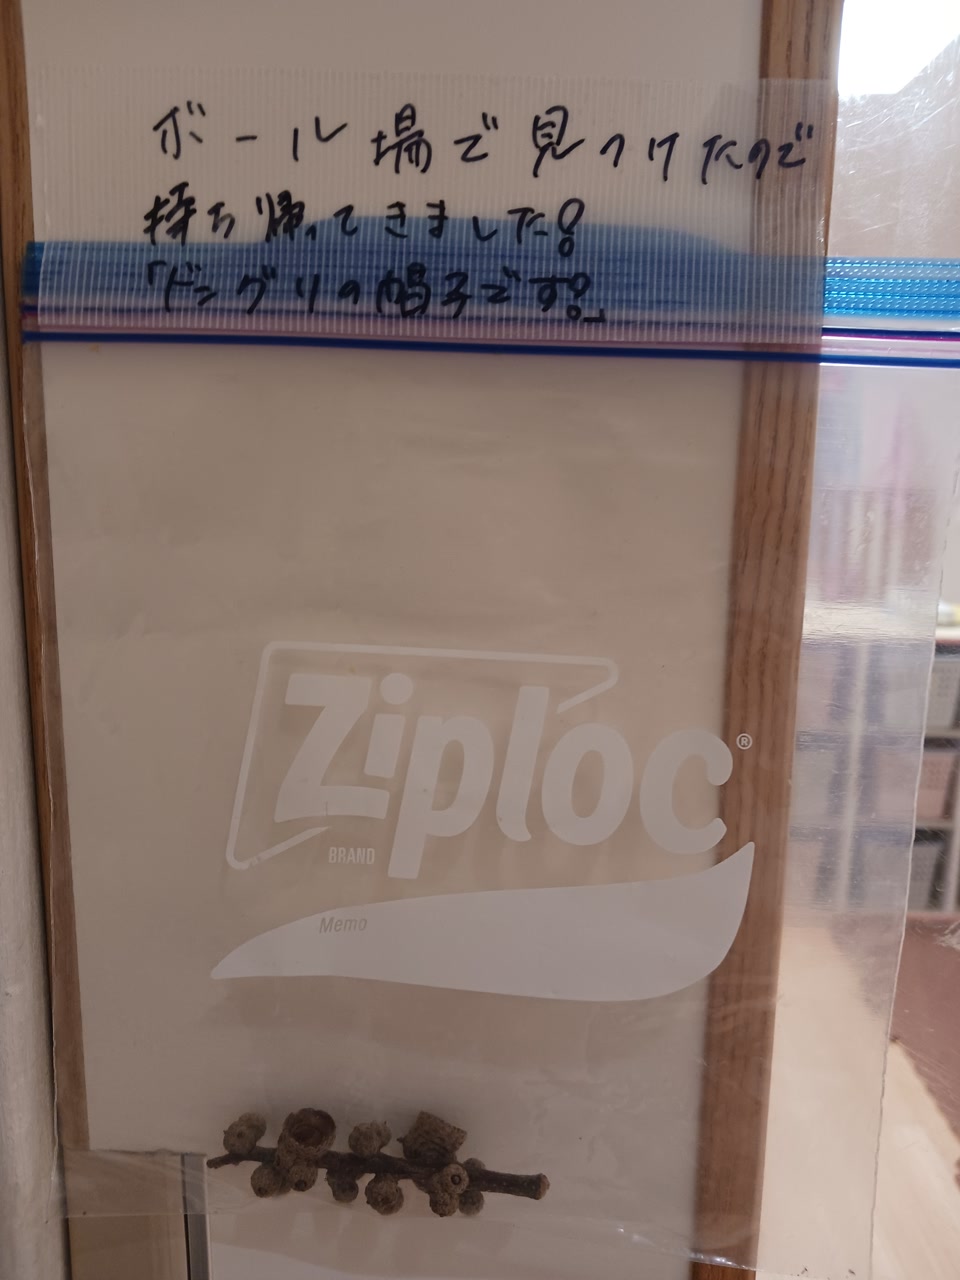 ボール場で見つけたので
持ち帰ってきました!
「ドングリの帽子です!」
Ziploc®
BRAND
Memo